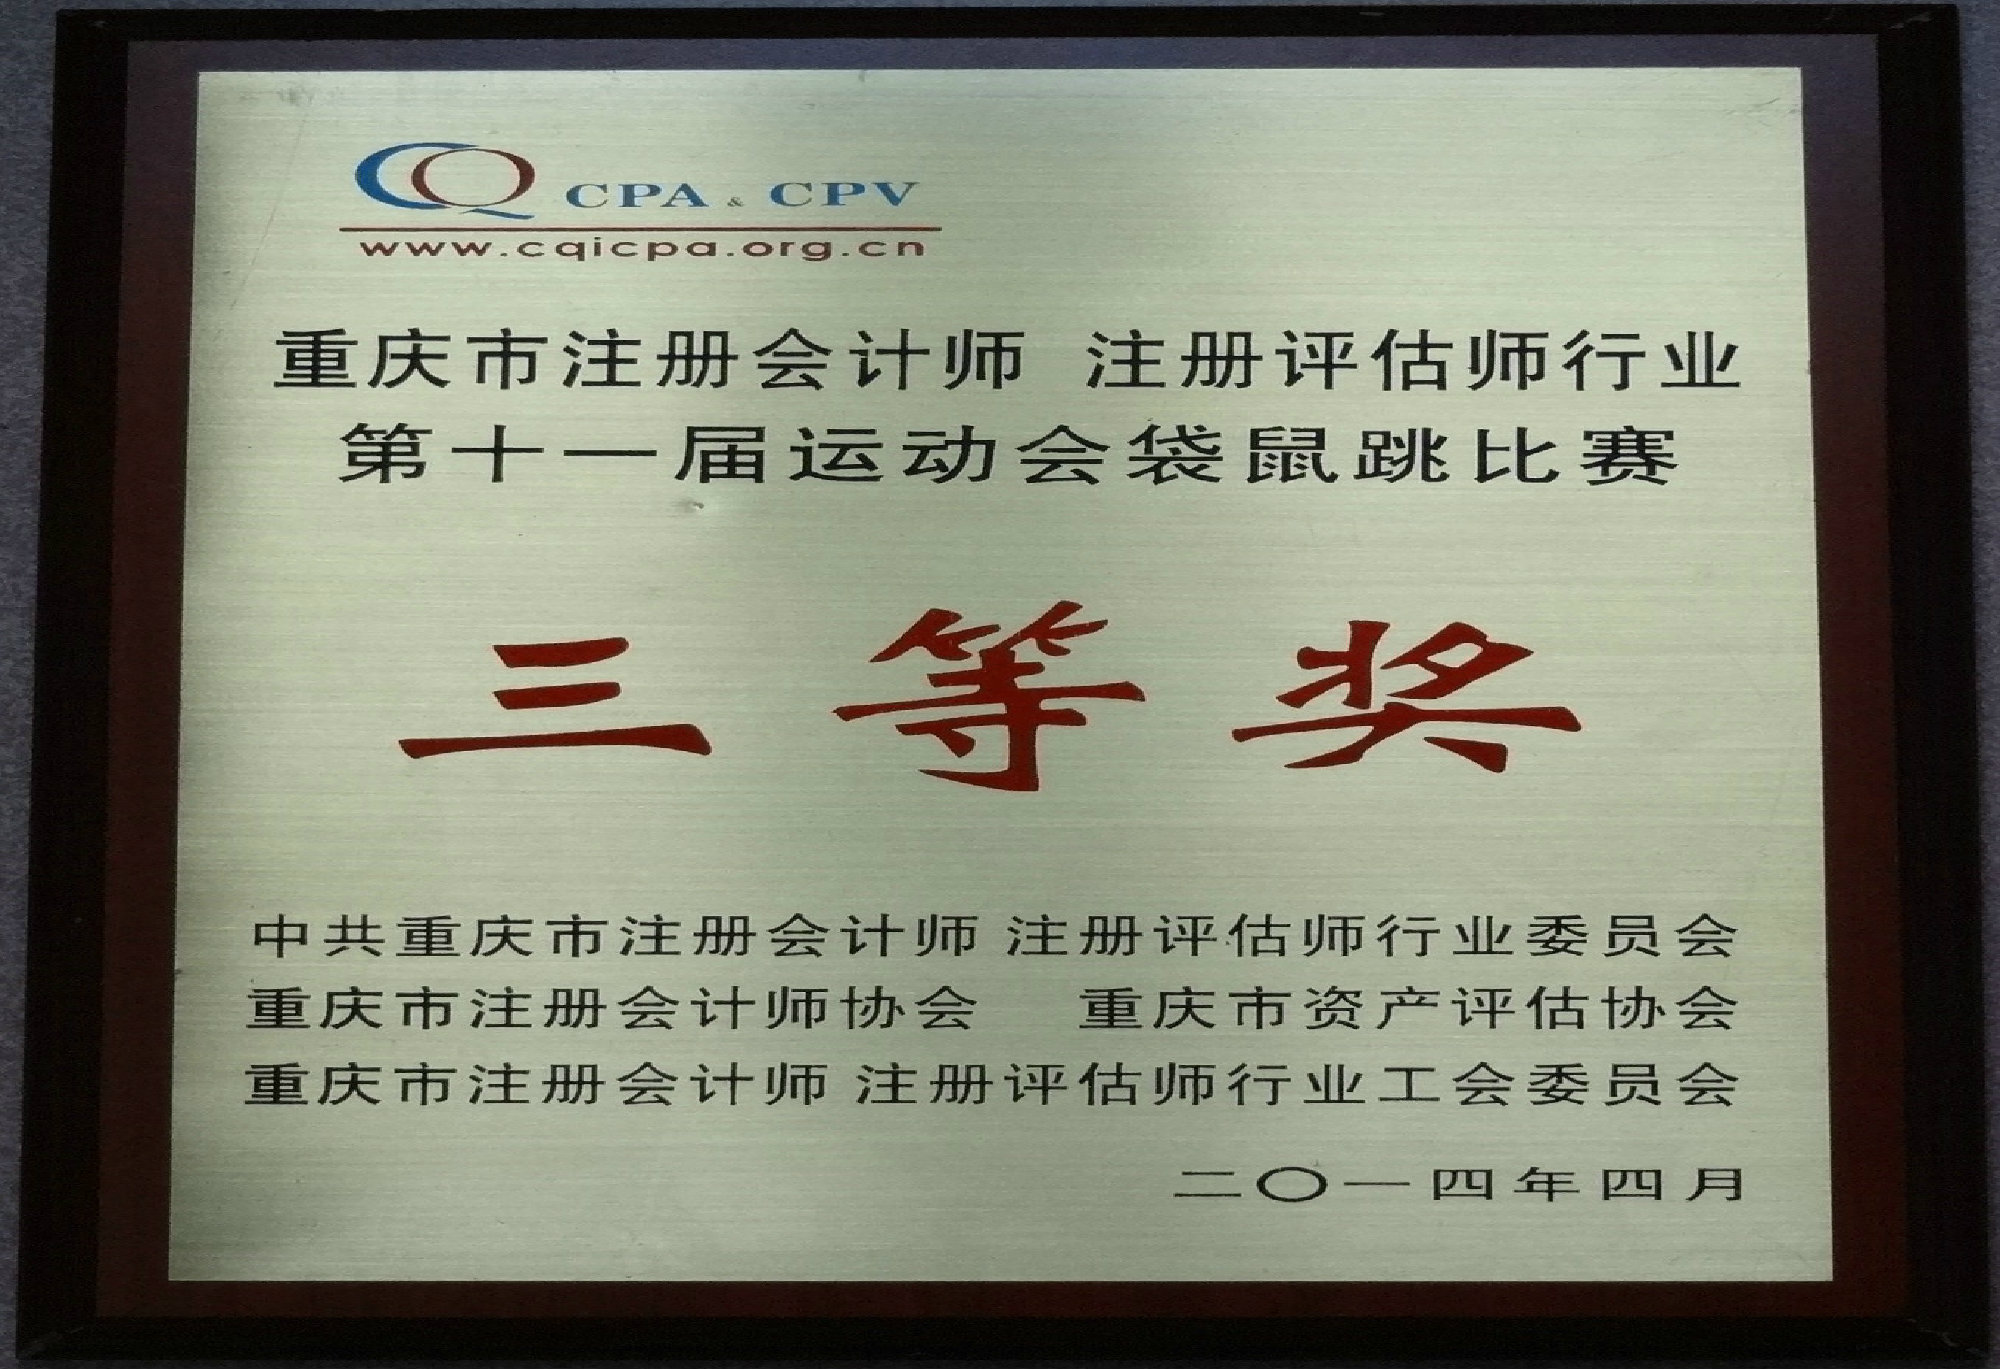 CQ CPA & CPV
www.cqicpa.org.cn
重庆市注册会计师 注册评估师行业
第十一届运动会袋鼠跳比赛
三等奖
中共重庆市注册会计师 注册评估师行业委员会
重庆市注册会计师协会 重庆市资产评估协会
重庆市注册会计师 注册评估师行业工会委员会
二〇一四年四月